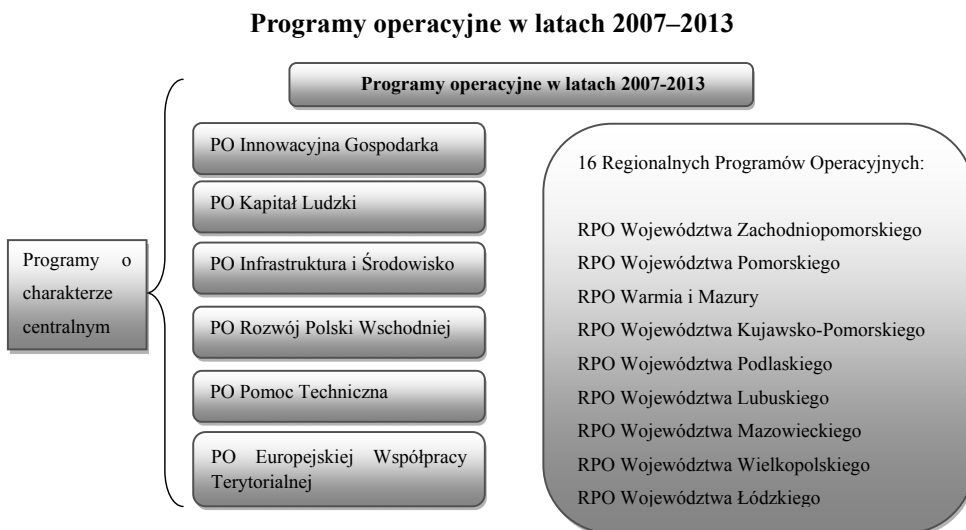 Programy operacyjne w latach 2007–2013
Programy operacyjne w latach 2007-2013
Programy o
charakterze
centralnym
PO Innowacyjna Gospodarka
PO Kapitał Ludzki
PO Infrastruktura i Środowisko
PO Rozwój Polski Wschodniej
PO Pomoc Techniczna
PO Europejskiej Współpracy
Terytorialnej
16 Regionalnych Programów Operacyjnych:
RPO Województwa Zachodniopomorskiego
RPO Województwa Pomorskiego
RPO Warmia i Mazury
RPO Województwa Kujawsko-Pomorskiego
RPO Województwa Podlaskiego
RPO Województwa Lubuskiego
RPO Województwa Mazowieckiego
RPO Województwa Wielkopolskiego
RPO Województwa Łódzkiego